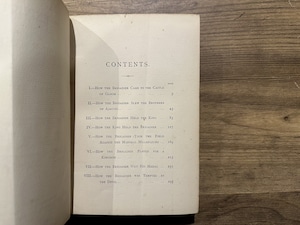 CONTENTS.
I.—How the Brigadier Came to the Castle
of Gloom
II.—How the Brigadier Slew the Brothers
of Ajaccio
III.—How the Brigadier Held the King
IV.—How the King Held the Brigadier
V.—How the Brigadier Took the Field
Against the Marshal Millefleurs
VI.—How the Brigadier Played for a
Kingdom
VII.—How the Brigadier Won His Medal
VIII.—How the Brigadier was Tempted by
the Devil